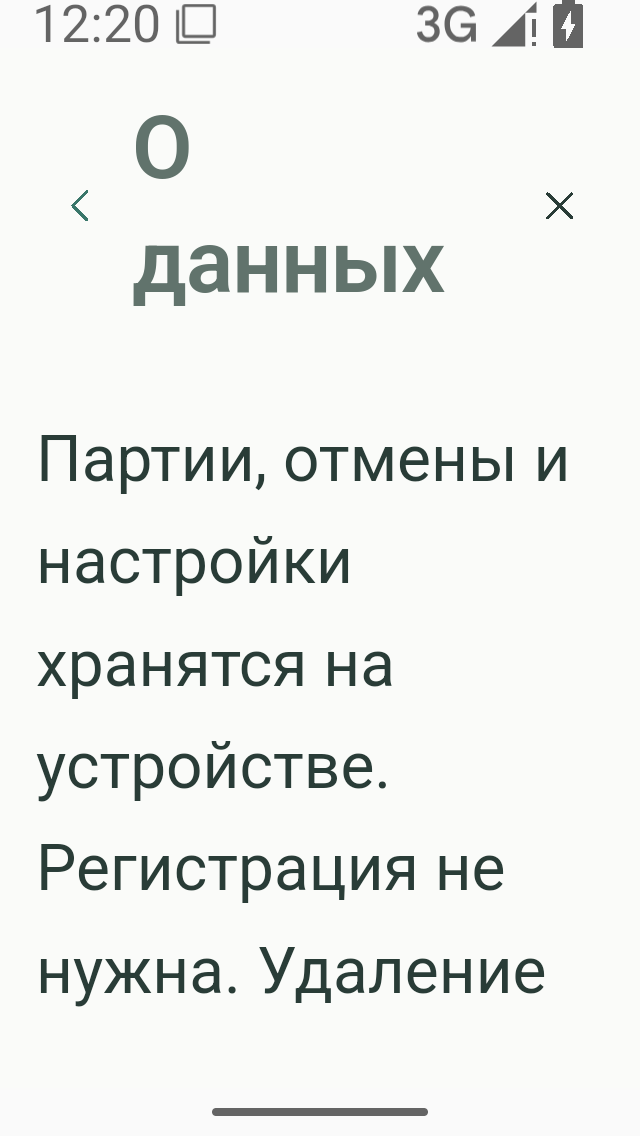 12:20 3G
О
данных
Партии, отмены и
настройки
хранятся на
устройстве.
Регистрация не
нужна. Удаление